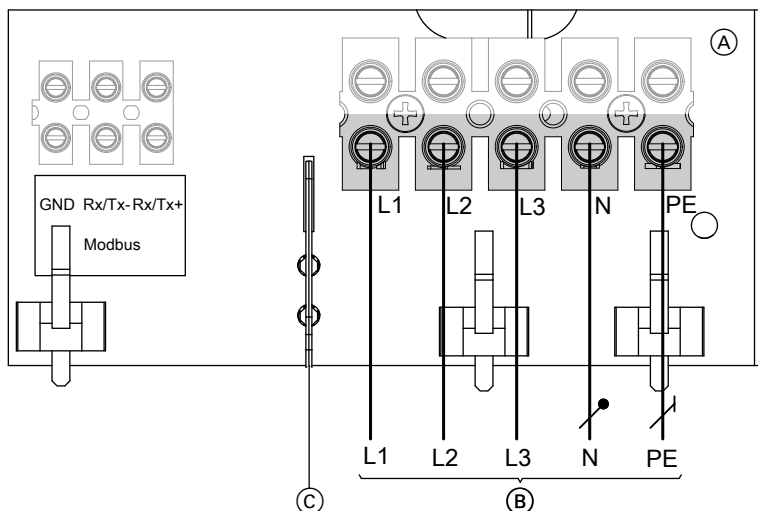 A
L1 L2 L3 N PE
GND Rx/Tx- Rx/Tx+
Modbus
L1 L2 L3 N PE
C B